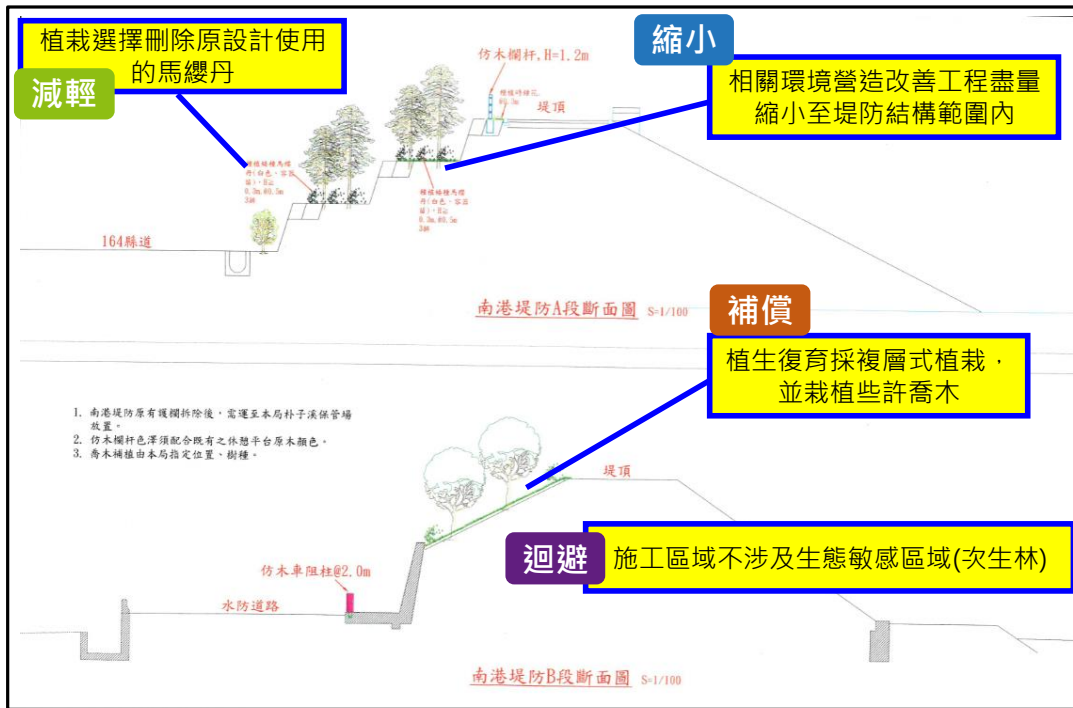 植栽選擇刪除原設計使用
的馬纓丹
減輕
縮小
相關環境營造改善工程盡量
縮小至堤防結構範圍內
仿木欄杆,H=1.2m
堤頂
164縣道
南港堤防A段斷面圖 S=1/100
補償
植生復育採複層式植栽，
並栽植些許喬木
1. 南港堤防原有護欄拆除後，需運至本局朴子溪保管場
放置。
2. 仿木欄杆色澤須配合既有之休憩平台原木顏色。
3. 喬木補植由本局指定位置、樹種。
堤頂
迴避
施工區域不涉及生態敏感區域(次生林)
仿木車阻柱@2.0m
水防道路
南港堤防B段斷面圖 S=1/100